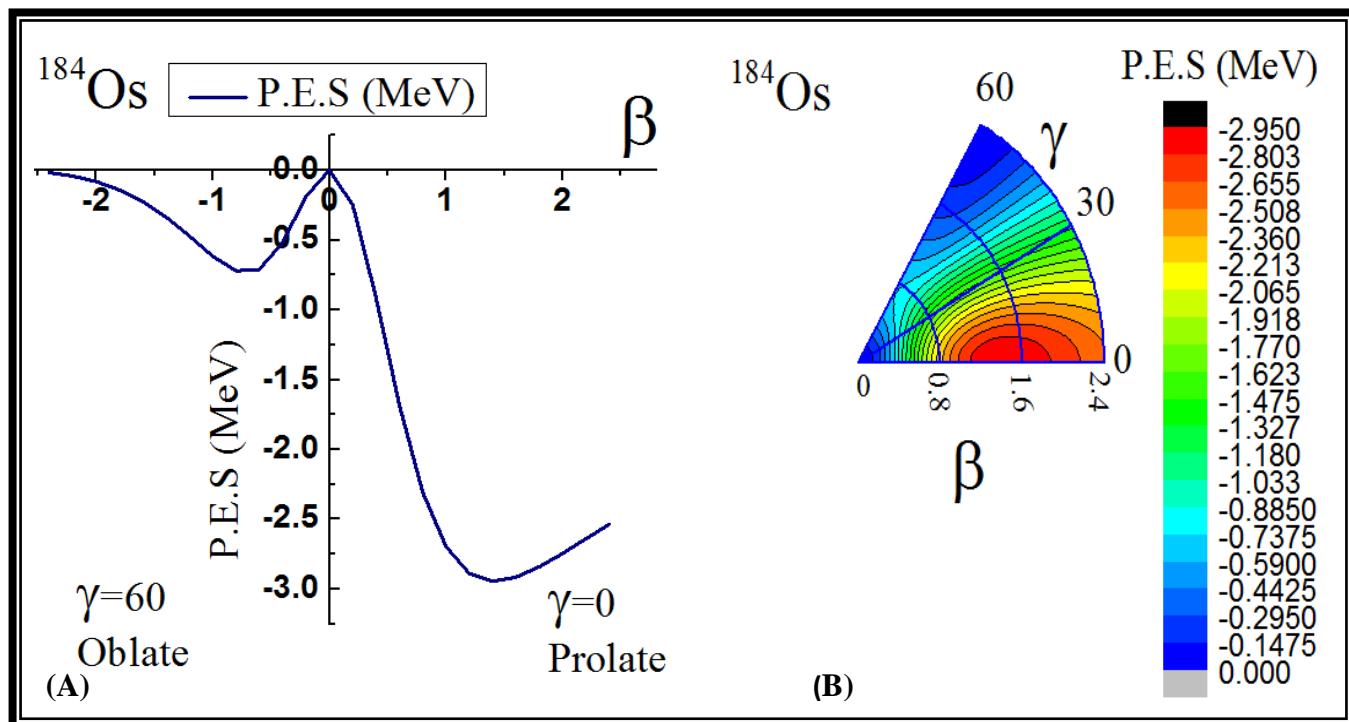 ¹⁸⁴Os
P.E.S (MeV)
β
0.0
-2
-1
0
1
2
-0.5
-1.0
-1.5
-2.0
-2.5
-3.0
P.E.S (MeV)
γ=60
Oblate
γ=0
Prolate
(A)
¹⁸⁴Os
60
γ
30
0
0
0.8
1.6
2.4
β
P.E.S (MeV)
-2.950
-2.803
-2.655
-2.508
-2.360
-2.213
-2.065
-1.918
-1.770
-1.623
-1.475
-1.327
-1.180
-1.033
-0.8850
-0.7375
-0.5900
-0.4425
-0.2950
-0.1475
0.000
(B)